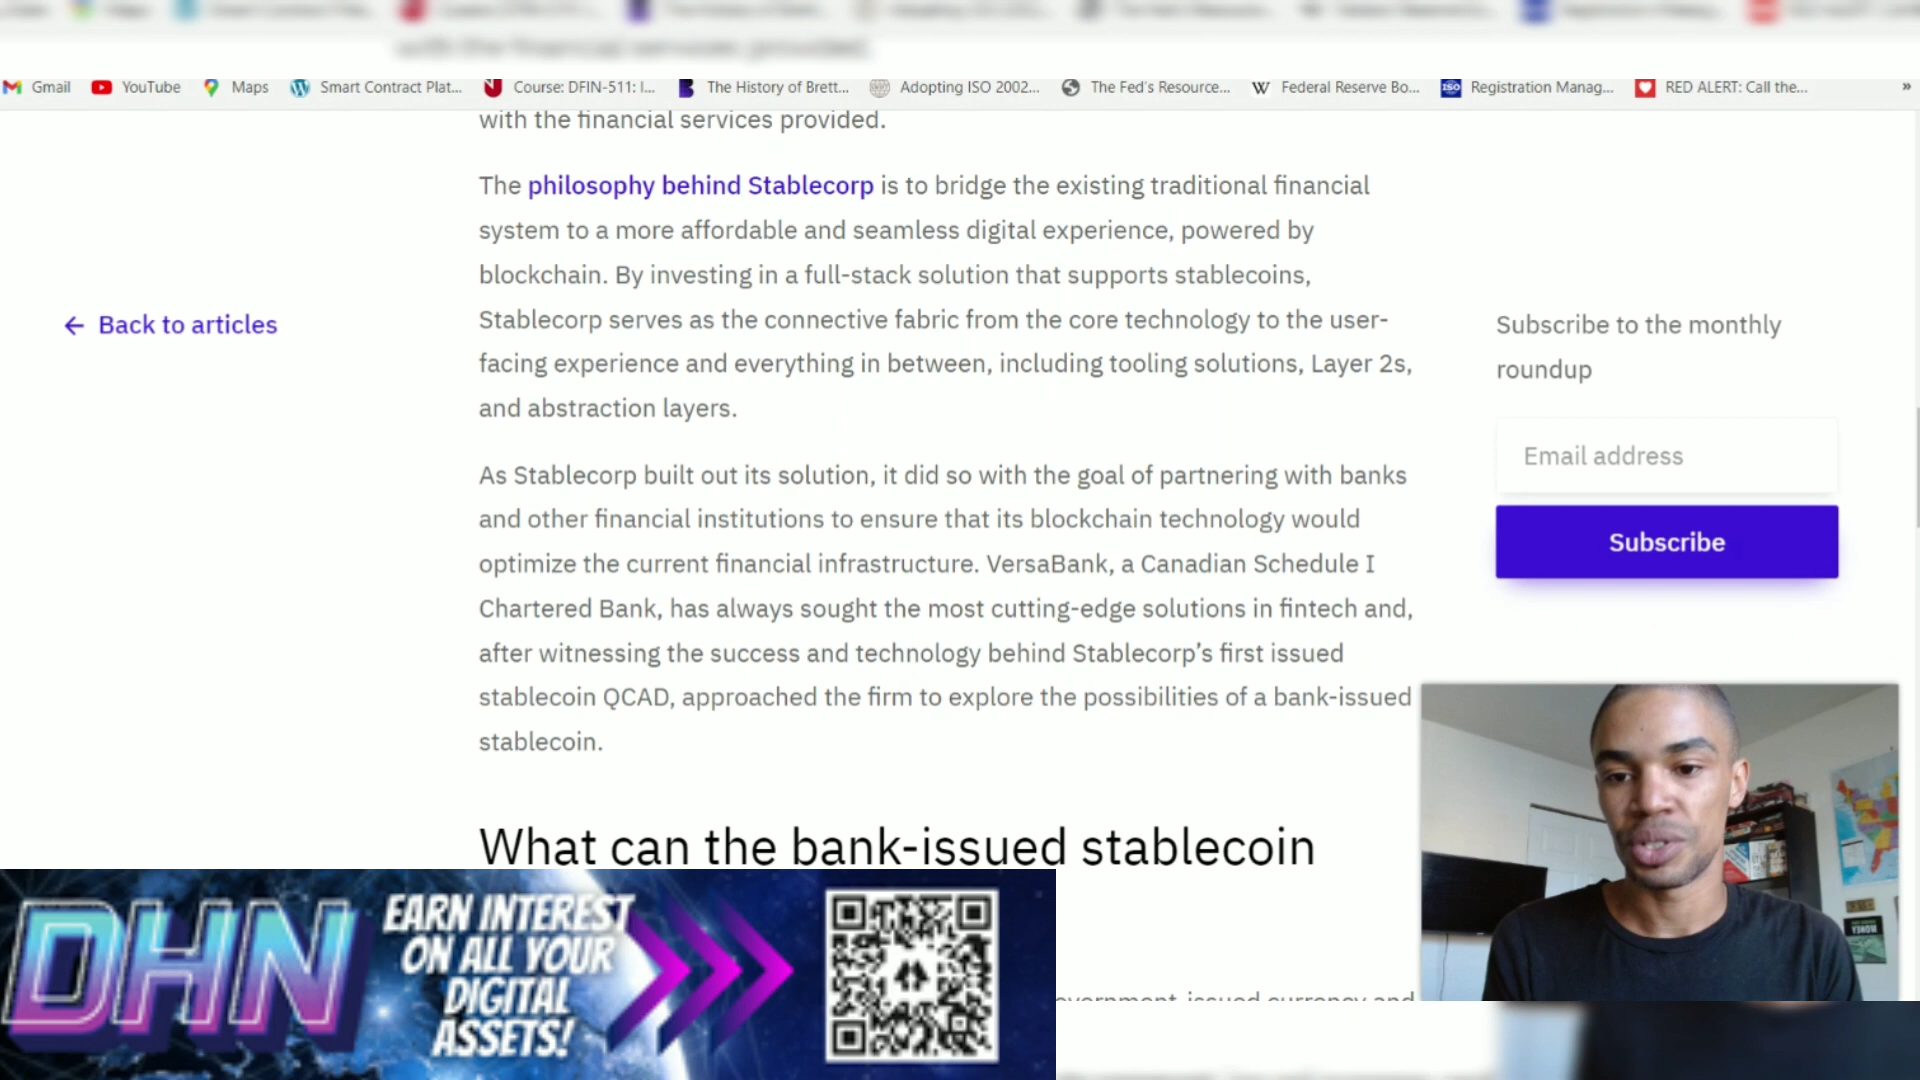 Gmail
YouTube
Maps
Smart Contract Plat...
Course: DFIN-511: I...
The History of Brett...
Adopting ISO 2002...
The Fed's Resource...
W Federal Reserve Bo...
ISO Registration Manag...
RED ALERT: Call the...
»
with the financial services provided.
The philosophy behind Stablecorp is to bridge the existing traditional financial
system to a more affordable and seamless digital experience, powered by
blockchain. By investing in a full-stack solution that supports stablecoins,
Stablecorp serves as the connective fabric from the core technology to the user-
facing experience and everything in between, including tooling solutions, Layer 2s,
and abstraction layers.
As Stablecorp built out its solution, it did so with the goal of partnering with banks
and other financial institutions to ensure that its blockchain technology would
optimize the current financial infrastructure. VersaBank, a Canadian Schedule I
Chartered Bank, has always sought the most cutting-edge solutions in fintech and,
after witnessing the success and technology behind Stablecorp’s first issued
stablecoin QCAD, approached the firm to explore the possibilities of a bank-issued
stablecoin.
What can the bank-issued stablecoin
← Back to articles
Subscribe to the monthly
roundup
Email address
Subscribe
DHN
EARN INTEREST
ON ALL YOUR
DIGITAL
ASSETS!